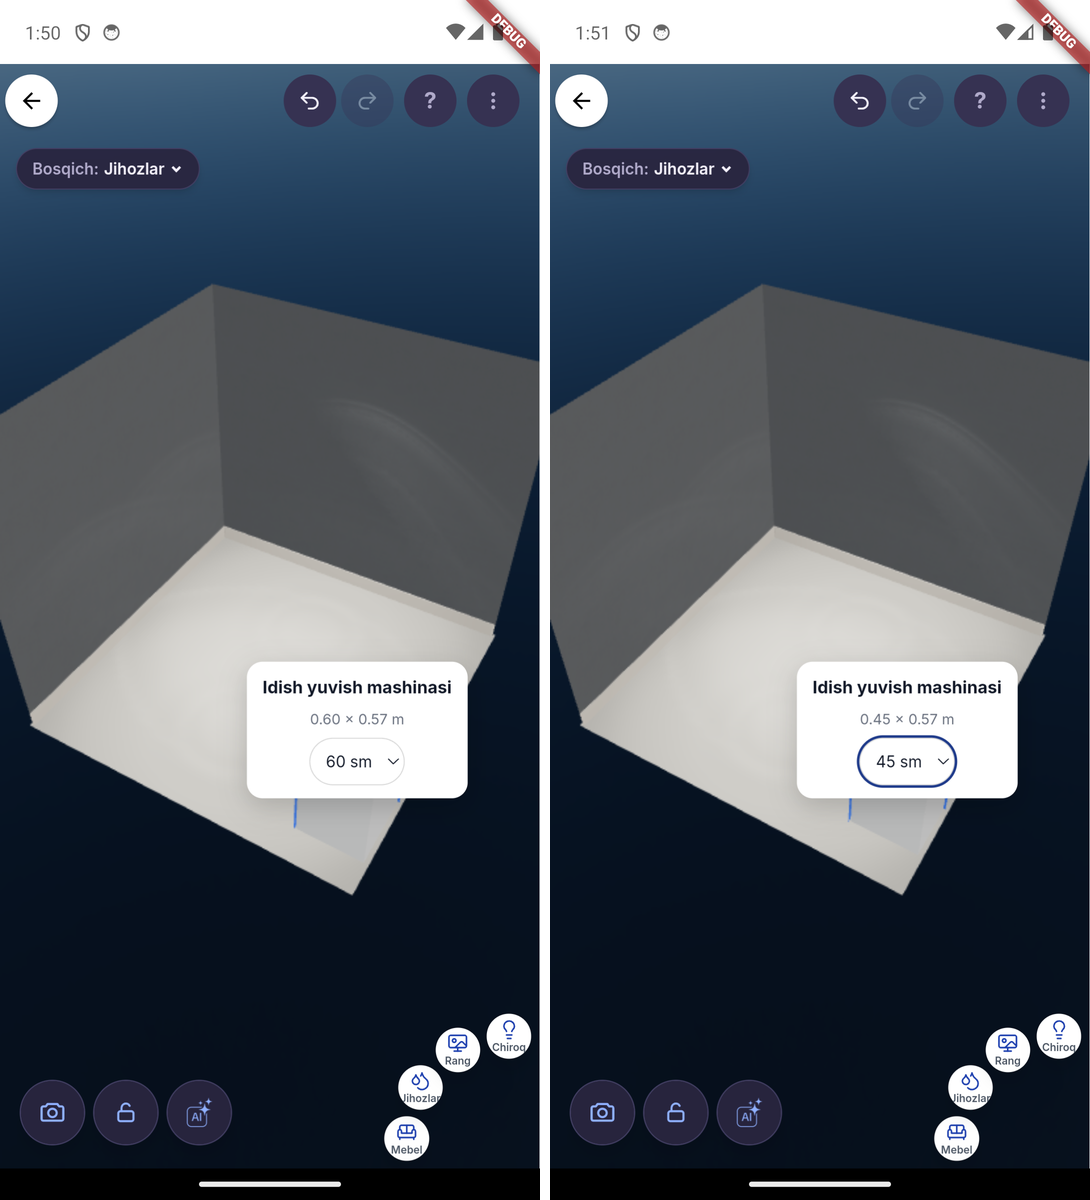 1:50
DEBUG
?
Bosqich: Jihozlar
Idish yuvish mashinasi
0.60 × 0.57 m
60 sm
Chiroq
Rang
Jihozlar
AI
Mebel
1:51
DEBUG
?
Bosqich: Jihozlar
Idish yuvish mashinasi
0.45 × 0.57 m
45 sm
Chiroq
Rang
Jihozlar
AI
Mebel